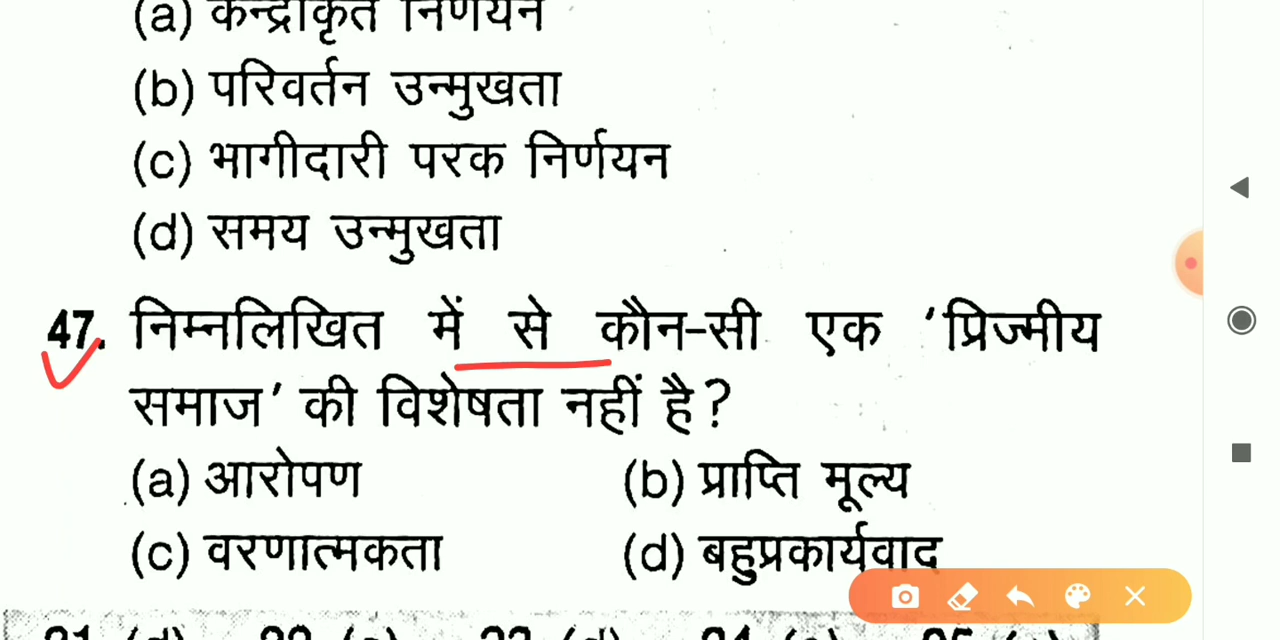 (a) केन्द्रीकृत निर्णयन
(b) परिवर्तन उन्मुखता
(c) भागीदारी परक निर्णयन
(d) समय उन्मुखता
47. निम्नलिखित में से कौन-सी एक ‘प्रिज्मीय
समाज’ की विशेषता नहीं है?
(a) आरोपण (b) प्राप्ति मूल्य
(c) वरणात्मकता (d) बहुप्रकार्यवाद